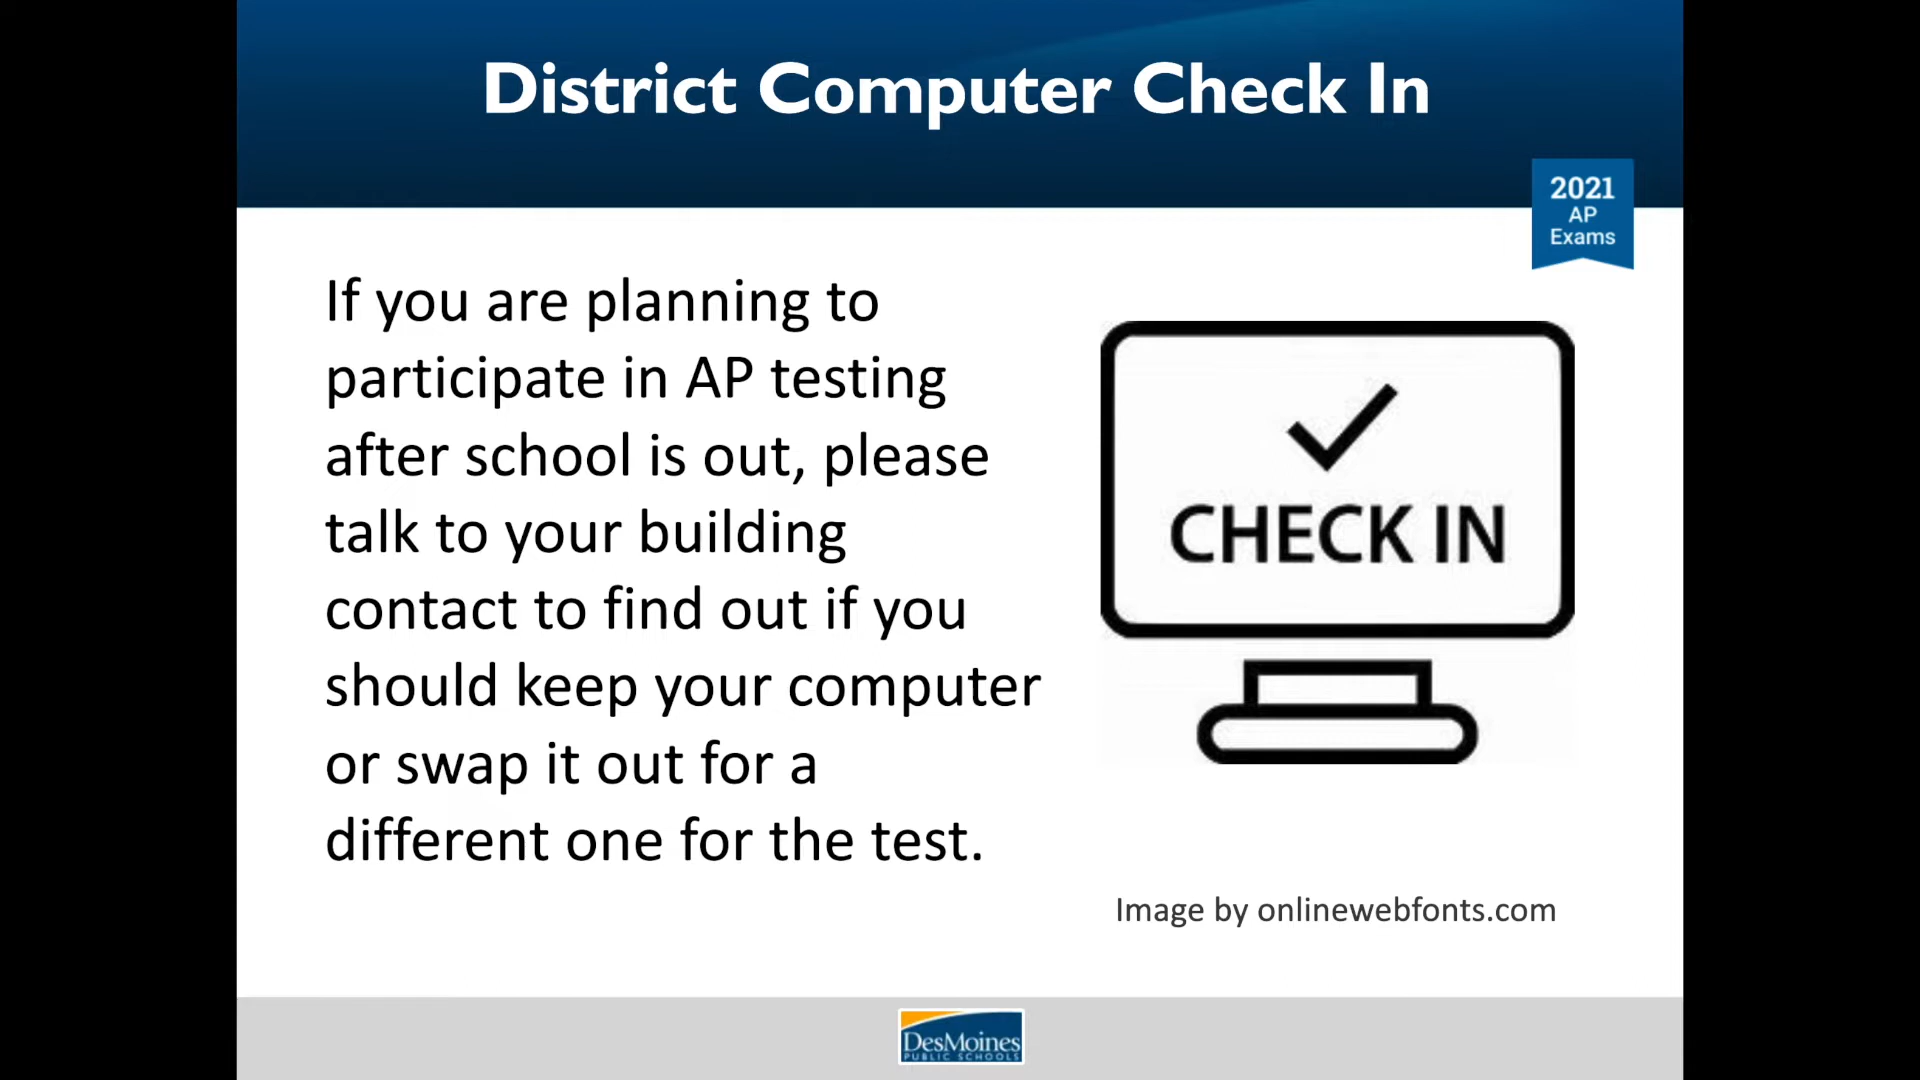 District Computer Check In
2021
AP
Exams
If you are planning to
participate in AP testing
after school is out, please
talk to your building
contact to find out if you
should keep your computer
or swap it out for a
different one for the test.
CHECK IN
Image by onlinewebfonts.com
DesMoines
PUBLIC SCHOOLS